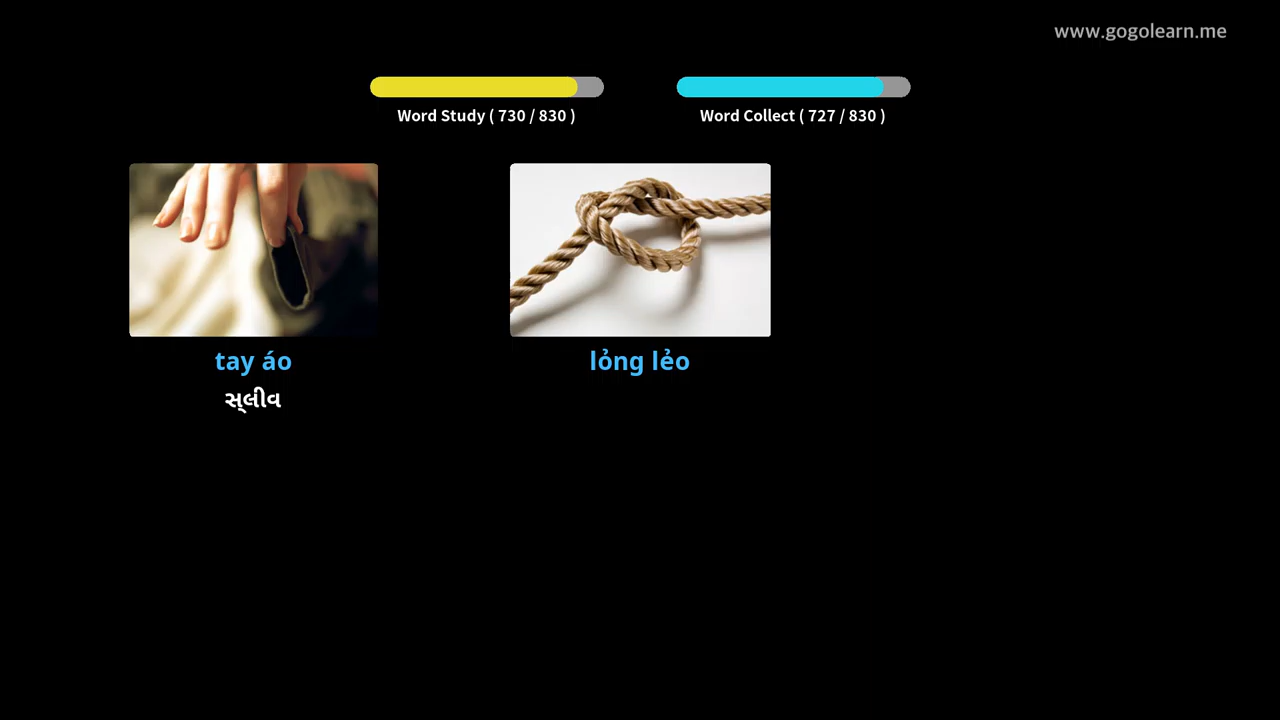 www.gogolearn.me
Word Study ( 730 / 830 )
Word Collect ( 727 / 830 )
tay áo
lỏng lẻo
સ્લીવ